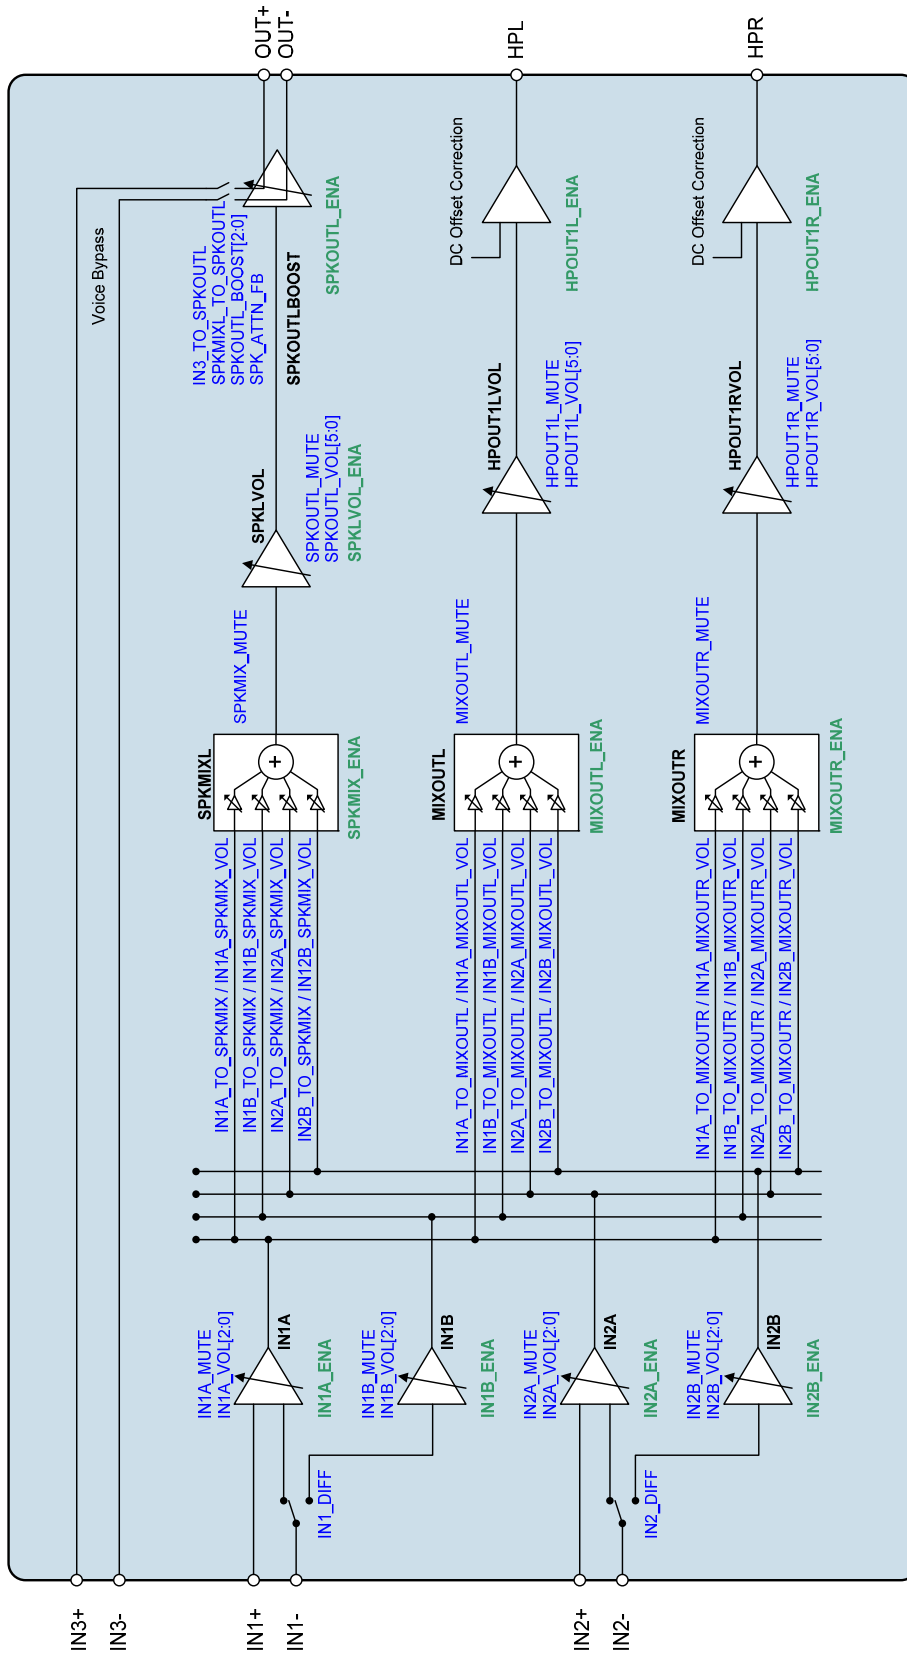 IN3+
IN3-
IN1+
IN1-
IN2+
IN2-
OUT+
OUT-
HPL
HPR
Voice Bypass
IN1A_MUTE
IN1A_VOL[2:0]
IN1A
IN1A_ENA
IN1_DIFF
IN1B_MUTE
IN1B_VOL[2:0]
IN1B
IN1B_ENA
IN2A_MUTE
IN2A_VOL[2:0]
IN2A
IN2A_ENA
IN2_DIFF
IN2B_MUTE
IN2B_VOL[2:0]
IN2B
IN2B_ENA
IN1A_TO_SPKMIX / IN1A_SPKMIX_VOL
IN1B_TO_SPKMIX / IN1B_SPKMIX_VOL
IN2A_TO_SPKMIX / IN2A_SPKMIX_VOL
IN2B_TO_SPKMIX / IN12B_SPKMIX_VOL
SPKMIXL
+
SPKMIX_ENA
SPKMIX_MUTE
SPKLVOL
SPKOUTL_MUTE
SPKOUTL_VOL[5:0]
SPKLVOL_ENA
IN3_TO_SPKOUTL
SPKMIXL_TO_SPKOUTL
SPKOUTL_BOOST[2:0]
SPK_ATTN_FB
SPKOUTLBOOST
SPKOUTL_ENA
IN1A_TO_MIXOUTL / IN1A_MIXOUTL_VOL
IN1B_TO_MIXOUTL / IN1B_MIXOUTL_VOL
IN2A_TO_MIXOUTL / IN2A_MIXOUTL_VOL
IN2B_TO_MIXOUTL / IN2B_MIXOUTL_VOL
MIXOUTL
+
MIXOUTL_ENA
MIXOUTL_MUTE
HPOUT1LVOL
HPOUT1L_MUTE
HPOUT1L_VOL[5:0]
DC Offset Correction
HPOUT1L_ENA
IN1A_TO_MIXOUTR / IN1A_MIXOUTR_VOL
IN1B_TO_MIXOUTR / IN1B_MIXOUTR_VOL
IN2A_TO_MIXOUTR / IN2A_MIXOUTR_VOL
IN2B_TO_MIXOUTR / IN2B_MIXOUTR_VOL
MIXOUTR
+
MIXOUTR_ENA
MIXOUTR_MUTE
HPOUT1RVOL
HPOUT1R_MUTE
HPOUT1R_VOL[5:0]
DC Offset Correction
HPOUT1R_ENA